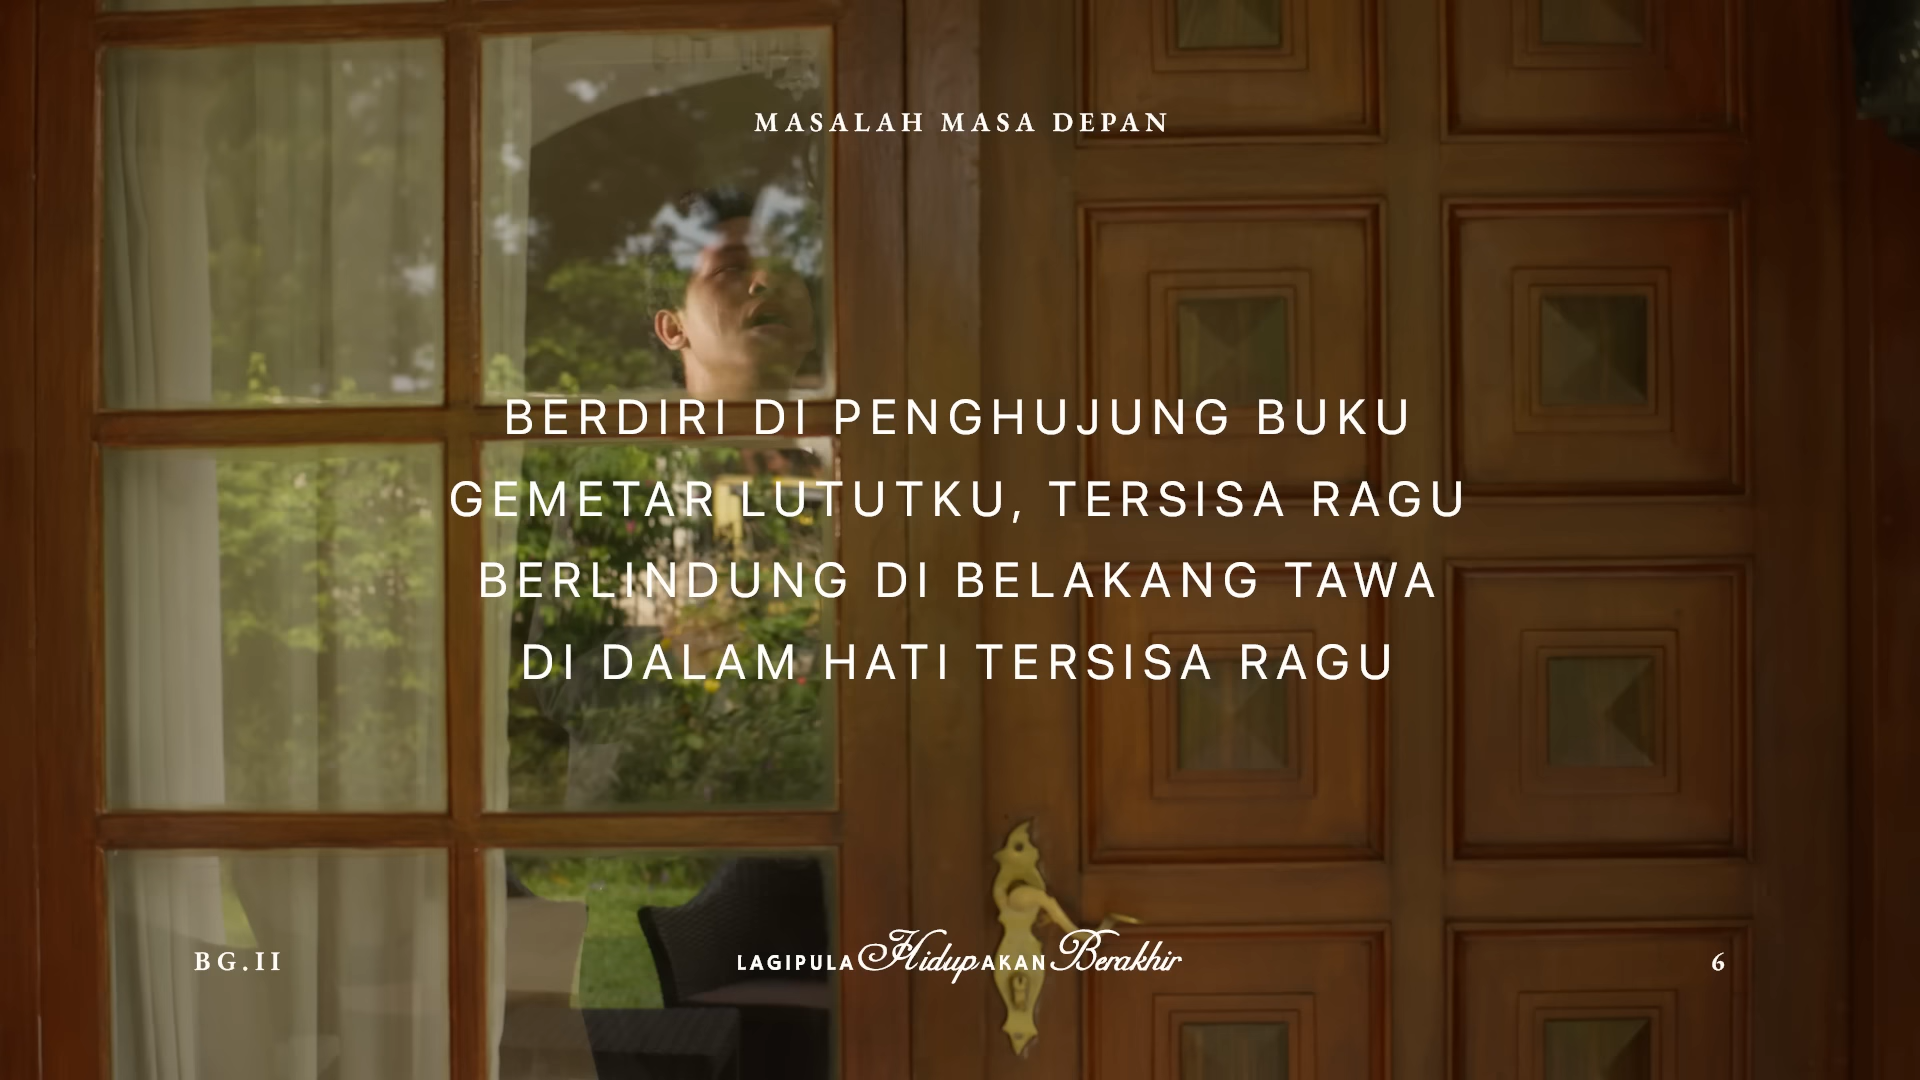 MASALAH MASA DEPAN
BERDIRI DI PENGHUJUNG BUKU
GEMETAR LUTUTKU, TERSISA RAGU
BERLINDUNG DI BELAKANG TAWA
DI DALAM HATI TERSISA RAGU
BG.II
LAGIPULA Hidup AKAN Berakhir
6